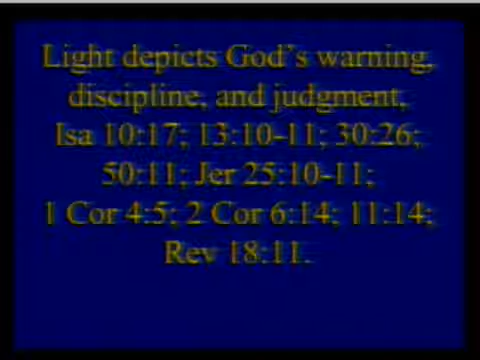 Light depicts God's warning,
discipline, and judgment,
Isa 10:17; 13:10-11; 30:26;
50:11; Jer 25:10-11;
1 Cor 4:5; 2 Cor 6:14; 11:14;
Rev 18:11.